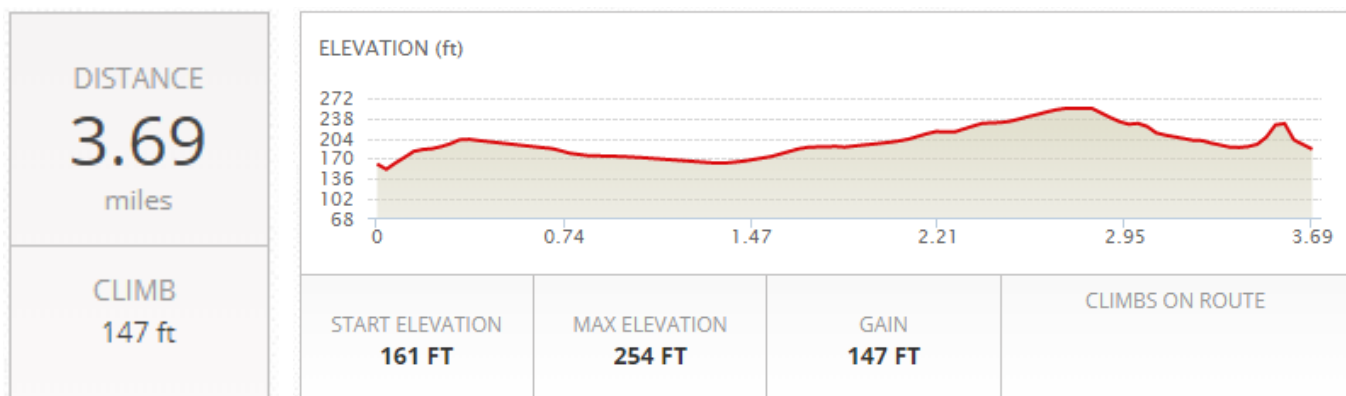 DISTANCE
3.69
miles
CLIMB
147 ft
ELEVATION (ft)
272
238
204
170
136
102
68
0 0.74 1.47 2.21 2.95 3.69
START ELEVATION
161 FT
MAX ELEVATION
254 FT
GAIN
147 FT
CLIMBS ON ROUTE